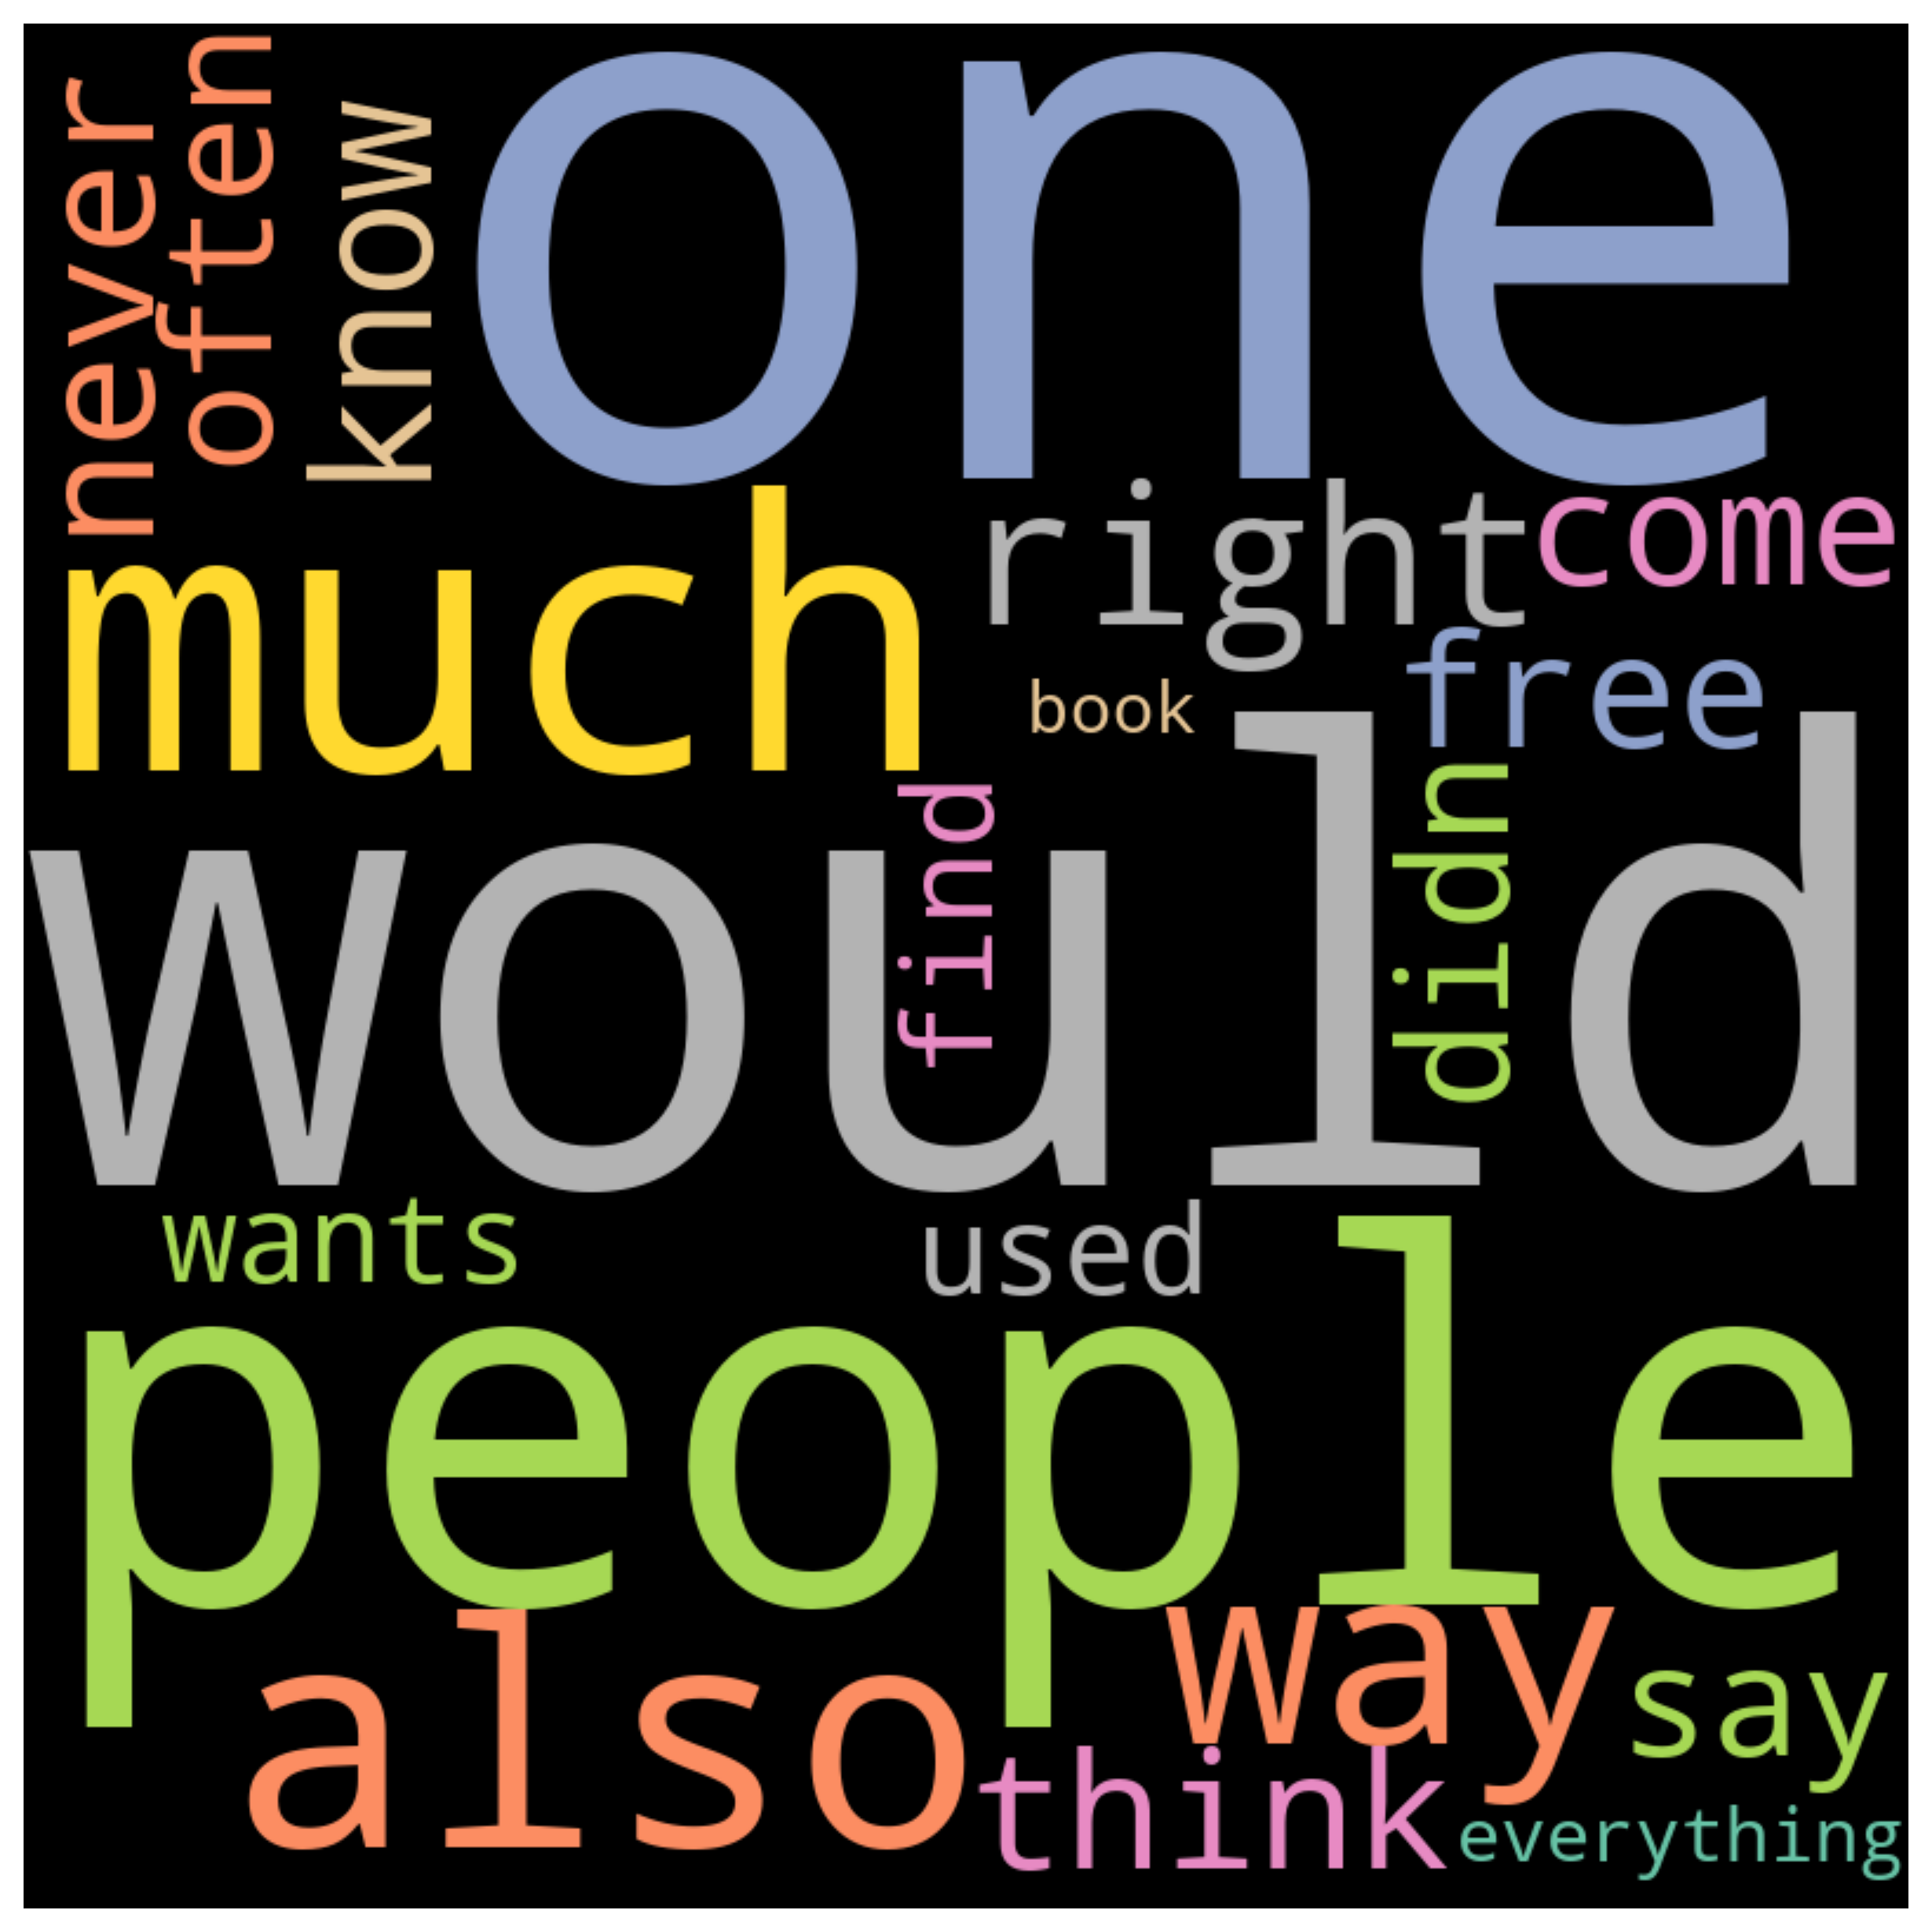 never
often
know
one
much
right
come
book
free
would
find
didn
wants
used
people
also
way
say
think
everything